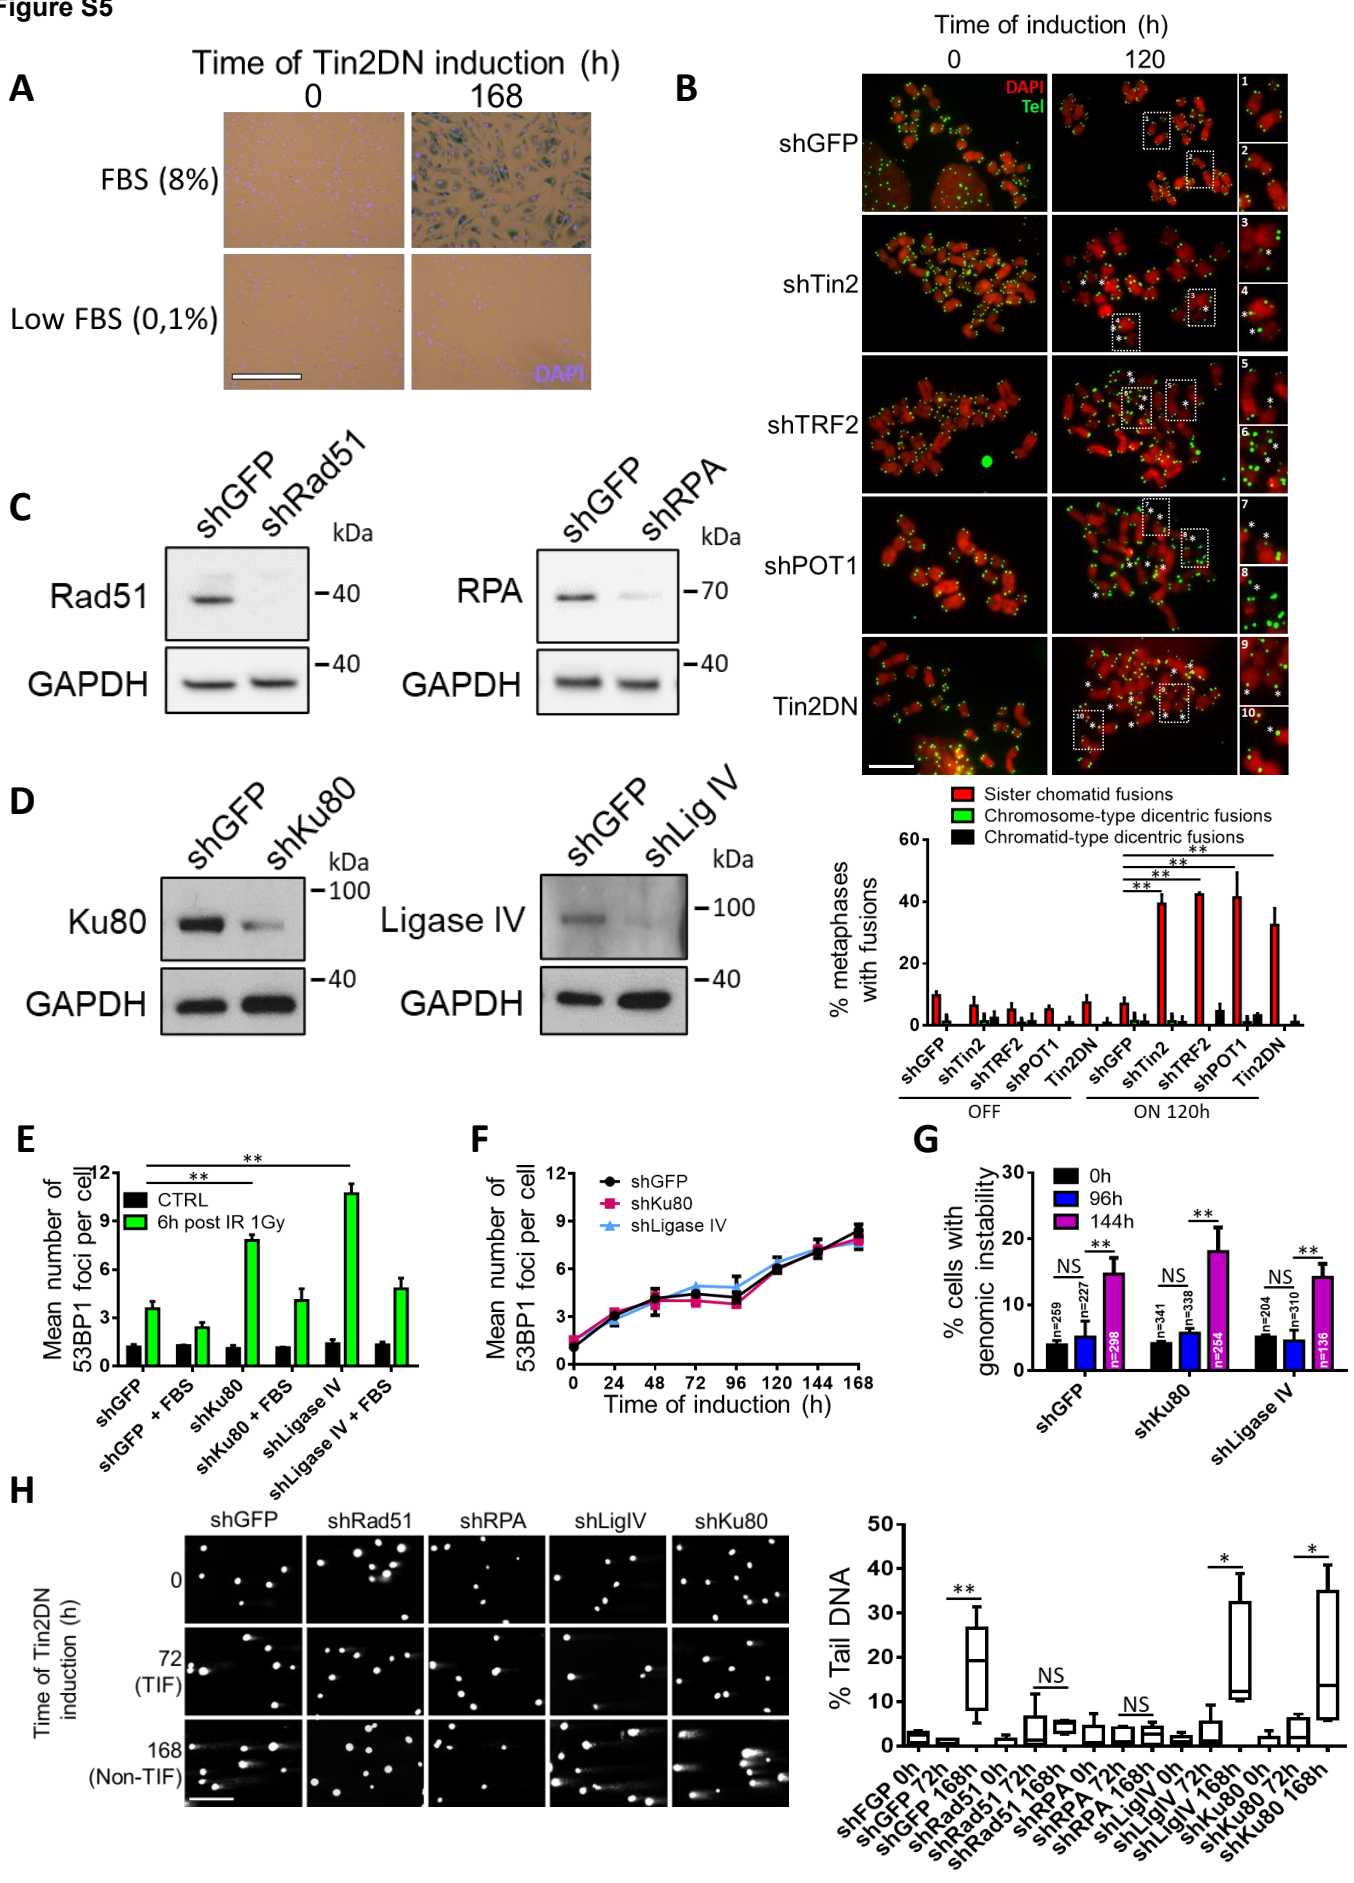 Figure S5
A
Time of Tin2DN induction (h)
0 168
FBS (8%)
Low FBS (0,1%)
DAPI
B
Time of induction (h)
0 120
DAPI
Tel
shGFP
shTin2
shTRF2
shPOT1
Tin2DN
1
2
3
4
5
6
7
8
9
10
Sister chomatid fusions
Chromosome-type dicentric fusions
Chromatid-type dicentric fusions
% metaphases
with fusions
60
40
20
0
** ** ** **
shGFP shTin2 shTRF2 shPOT1 Tin2DN shGFP shTin2 shTRF2 shPOT1 Tin2DN
OFF ON 120h
C
shGFP shRad51
kDa
Rad51
40
GAPDH
40
shGFP shRPA
kDa
RPA
70
GAPDH
40
D
shGFP shKu80
kDa
Ku80
100
GAPDH
40
shGFP shLig IV
kDa
Ligase IV
100
GAPDH
40
E
Mean number of
53BP1 foci per cell
12
9
6
3
0
** **
CTRL
6h post IR 1Gy
shGFP shGFP + FBS shKu80 shKu80 + FBS shLigase IV shLigase IV + FBS
F
Mean number of
53BP1 foci per cell
12
9
6
3
0
shGFP
shKu80
shLigase IV
0 24 48 72 96 120 144 168
Time of induction (h)
G
% cells with
genomic instability
30
20
10
0
0h
96h
144h
NS ** NS ** NS **
n=259 n=227 n=298 n=341 n=338 n=254 n=204 n=310 n=136
shGFP shKu80 shLigase IV
H
shGFP shRad51 shRPA shLigIV shKu80
Time of Tin2DN
induction (h)
0
72
(TIF)
168
(Non-TIF)
% Tail DNA
50
40
30
20
10
0
** NS NS * *
shFGP 0h shGFP 72h shGFP 168h shRad51 0h shRad51 72h shRad51 168h shRPA 0h shRPA 72h shRPA 168h shLigIV 0h shLigIV 72h shLigIV 168h shKu80 0h shKu80 72h shKu80 168h